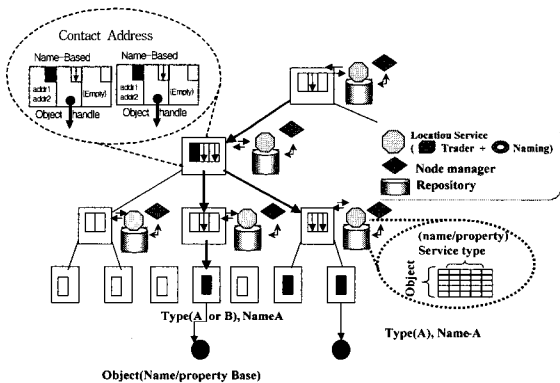 Contact Address
Name-Based
Name-Based
addr1
addr2
(Empty)
addr1
addr2
(Empty)
Object handle
Object handle
Location Service
( Trader + Naming)
Node manager
Repository
(name/property)
Service type
Object
Type(A or B), NameA
Type(A), Name-A
Object(Name/property Base)